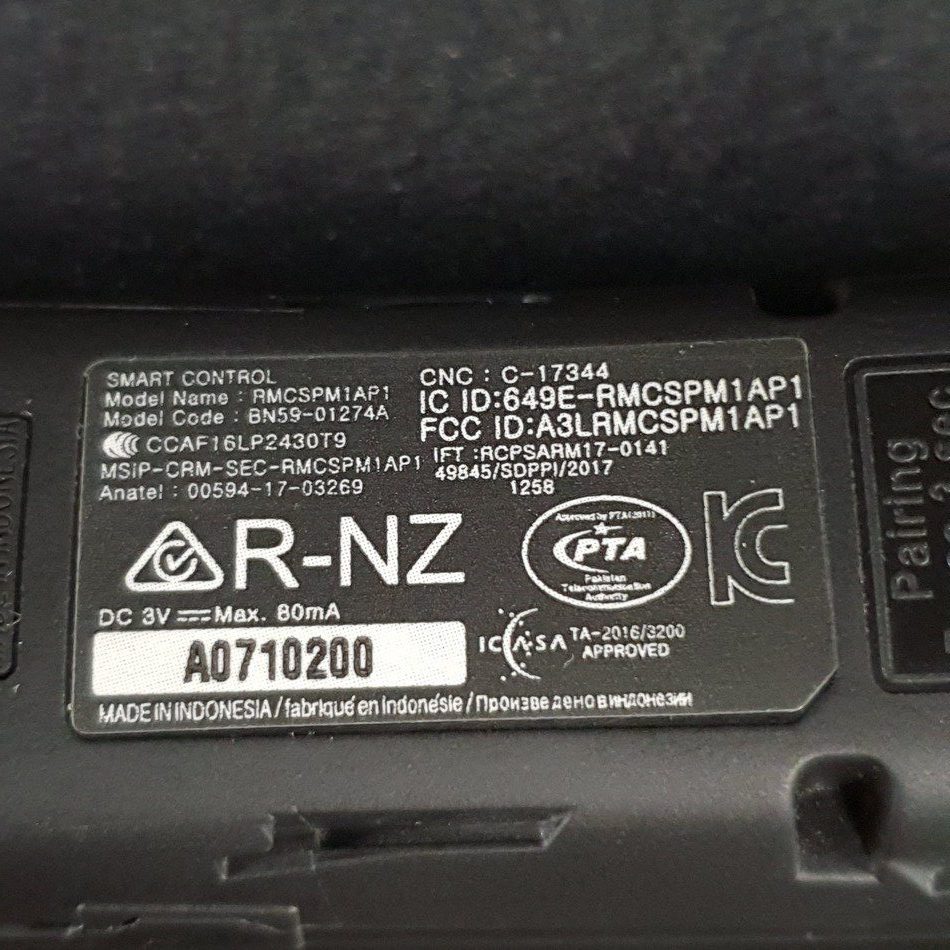 SMART CONTROL
Model Name : RMCSPM1AP1
Model Code : BN59-01274A
CCAF16LP2430T9
MSIP-CRM-SEC-RMCSPM1AP1
Anatel : 00594-17-03269
CNC : C-17344
IC ID:649E-RMCSPM1AP1
FCC ID:A3LRMCSPM1AP1
IFT :RCPSARM17-0141
49845/SDPPI/2017
1258
R-NZ
Approved by PTA
PTA
Pakistan
Telecommunication
Authority
DC 3V Max. 80mA
A0710200
ICASA TA-2016/3200
APPROVED
MADE IN INDONESIA / fabriqué en Indonésie / Произведено в индонезии
Pairing